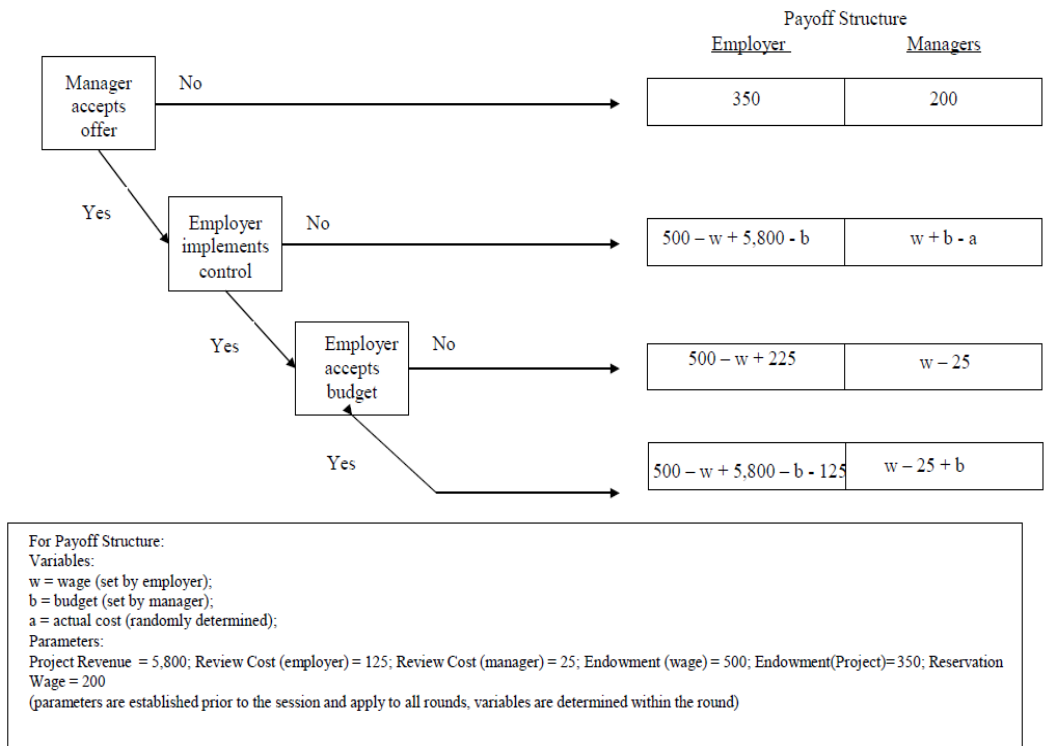 Payoff Structure
Employer Managers
Manager accepts offer
No
350 200
Yes
Employer implements control
No
500 – w + 5,800 - b w + b - a
Yes
Employer accepts budget
No
500 – w + 225 w – 25
Yes
500 – w + 5,800 – b - 125 w – 25 + b
For Payoff Structure:
Variables:
w = wage (set by employer);
b = budget (set by manager);
a = actual cost (randomly determined);
Parameters:
Project Revenue = 5,800; Review Cost (employer) = 125; Review Cost (manager) = 25; Endowment (wage) = 500; Endowment(Project)= 350; Reservation
Wage = 200
(parameters are established prior to the session and apply to all rounds, variables are determined within the round)